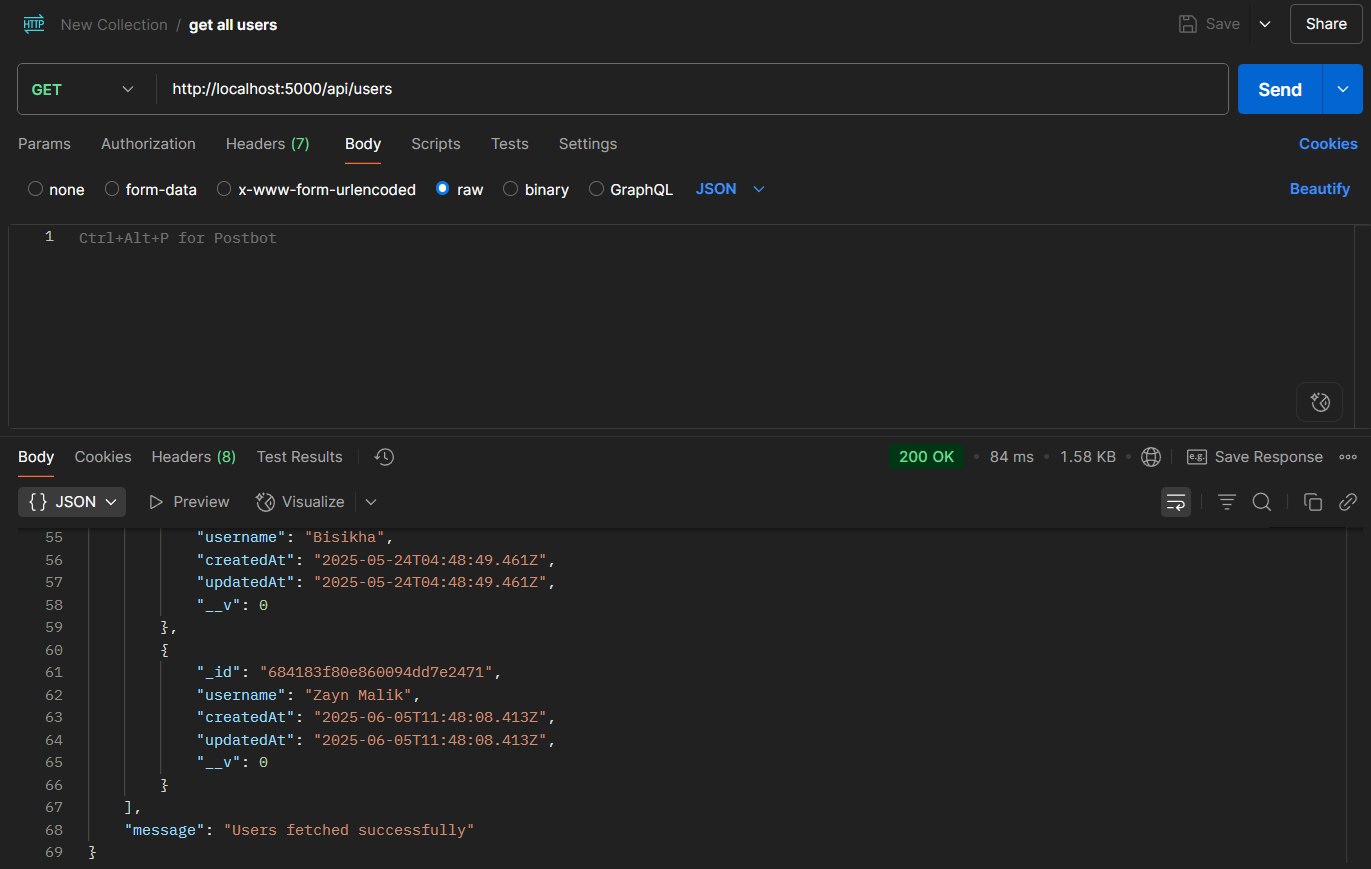 HTTP New Collection / get all users Save Share
GET http://localhost:5000/api/users Send
Params Authorization Headers (7) Body Scripts Tests Settings Cookies
none form-data x-www-form-urlencoded raw binary GraphQL JSON Beautify
1 Ctrl+Alt+P for Postbot
Body Cookies Headers (8) Test Results 200 OK • 84 ms • 1.58 KB • e.g. Save Response
{} JSON Preview Visualize
55 "username": "Bisikha",
56 "createdAt": "2025-05-24T04:48:49.461Z",
57 "updatedAt": "2025-05-24T04:48:49.461Z",
58 "__v": 0
59 },
60 {
61 "_id": "684183f80e860094dd7e2471",
62 "username": "Zayn Malik",
63 "createdAt": "2025-06-05T11:48:08.413Z",
64 "updatedAt": "2025-06-05T11:48:08.413Z",
65 "__v": 0
66 }
67 ],
68 "message": "Users fetched successfully"
69 }